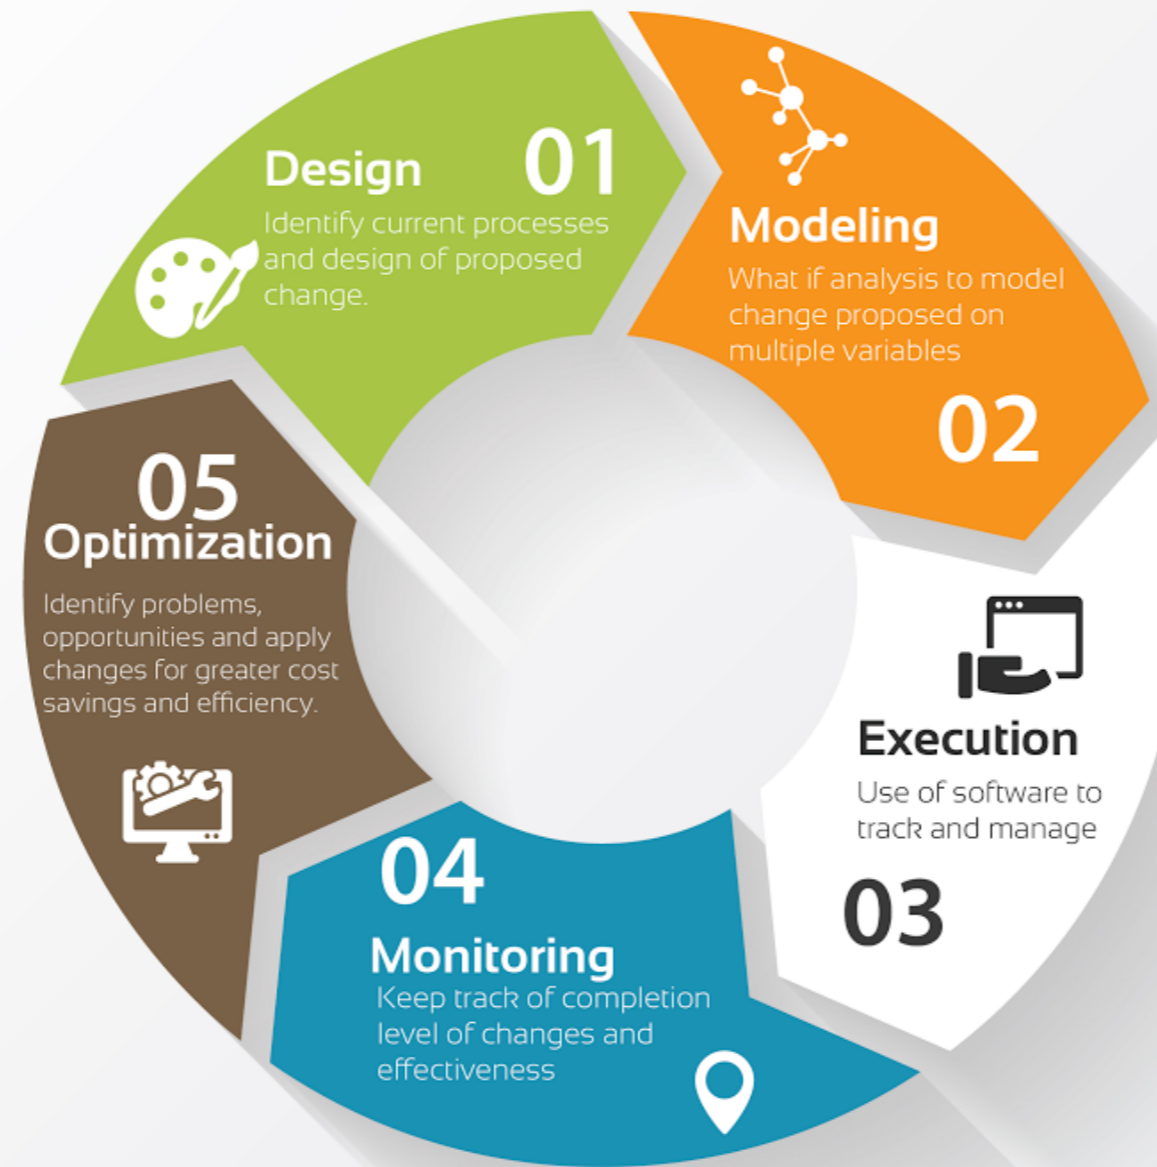 Design 01
Identify current processes
and design of proposed
change.
Modeling
What if analysis to model
change proposed on
multiple variables
02
Execution
Use of software to
track and manage
03
04
Monitoring
Keep track of completion
level of changes and
effectiveness
05
Optimization
Identify problems,
opportunities and apply
changes for greater cost
savings and efficiency.